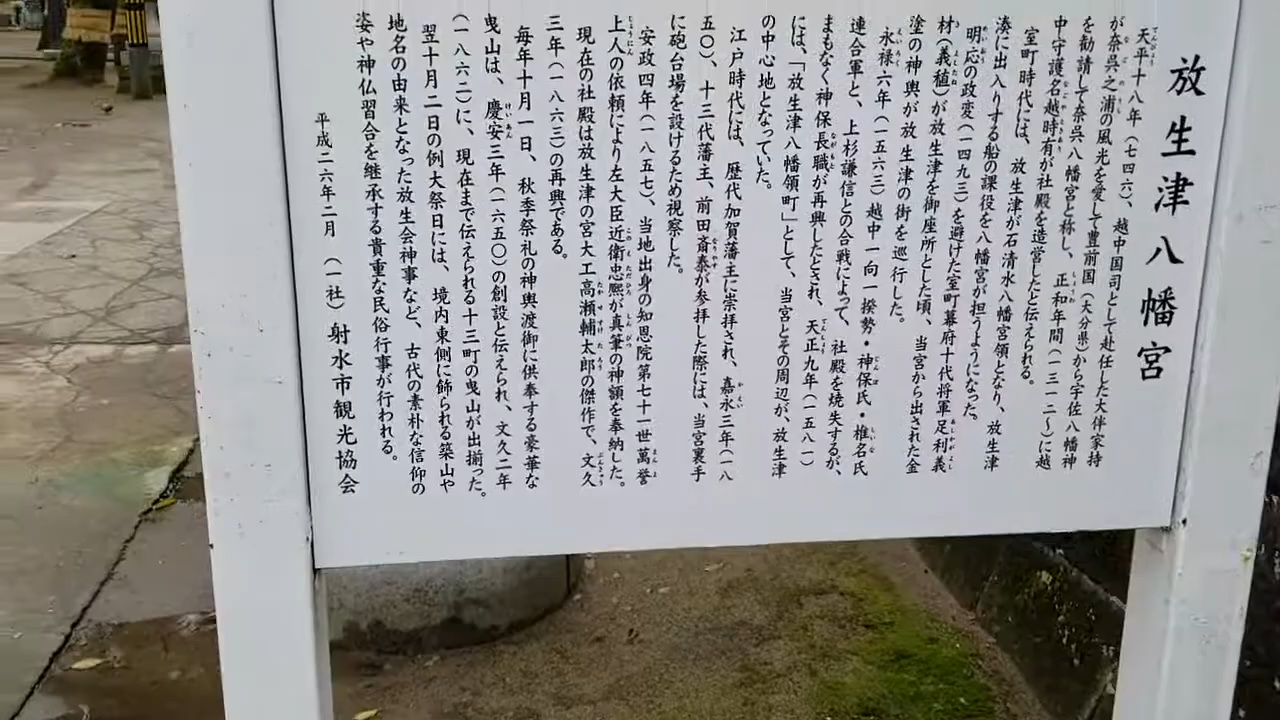 放生津八幡宮
天平十八年（七四六）、越中国司として赴任した大伴家持
が奈呉之浦の風光を愛して豊前国（大分県）から宇佐八幡神
を勧請して奈呉八幡宮と称し、正和年間（一三一二〜）に越
中守護名越時有が社殿を造営したと伝えられる。
室町時代には、放生津が石清水八幡宮領となり、放生津
湊に出入りする船の課役を八幡宮が担うようになった。
明応の政変（一四九三）を避けた室町幕府十代将軍足利義
材（義稙）が放生津を御座所とした頃、当宮から出された金
塗の神輿が放生津の街を巡行した。
永禄六年（一五六三）越中一向一揆勢・神保氏・椎名氏
連合軍と、上杉謙信との合戦によって、社殿を焼失するが、
まもなく神保長職が再興したとされ、天正九年（一五八一）
には、「放生津八幡領町」として、当宮とその周辺が、放生津
の中心地となっていた。
江戸時代には、歴代加賀藩主に崇拝され、嘉永三年（一八
五〇）、十三代藩主、前田斎泰が参拝した際には、当宮裏手
に砲台場を設けるため視察した。
安政四年（一八五七）、当地出身の知恩院第七十一世萬誉
上人の依頼により左大臣近衛忠熙が真筆の神額を奉納した。
現在の社殿は放生津の宮大工高瀬輔太郎の傑作で、文久
三年（一八六三）の再興である。
毎年十月一日、秋季祭礼の神輿渡御に供奉する豪華な
曳山は、慶安三年（一六五〇）の創設と伝えられ、文久二年
（一八六二）に、現在まで伝えられる十三町の曳山が出揃った。
翌十月二日の例大祭日には、境内東側に飾られる築山や
地名の由来となった放生会神事など、古代の素朴な信仰の
姿や神仏習合を継承する貴重な民俗行事が行われる。
平成二六年二月　（一社）射水市観光協会